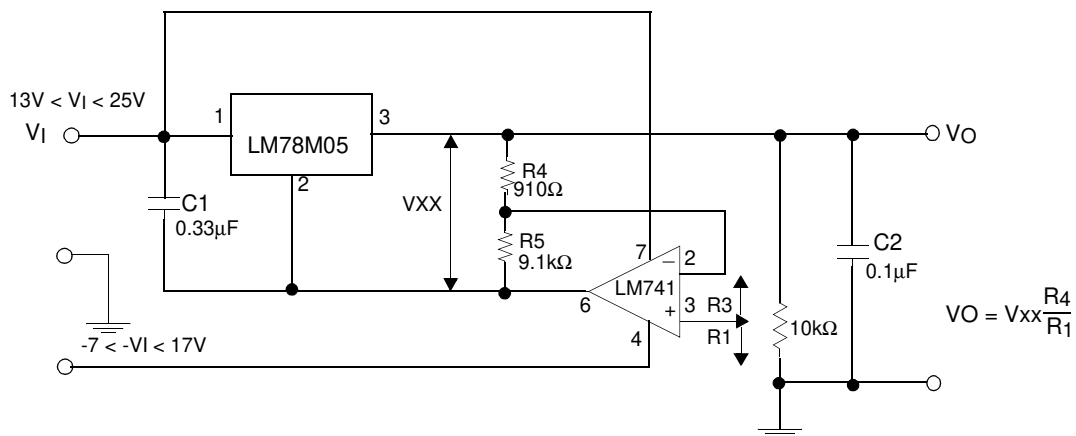 13V < VI < 25V
VI
1
LM78M05
3
2
VO
C1
0.33µF
VXX
R4
910Ω
R5
9.1kΩ
7
–
2
LM741
6
+
3
4
R3
R1
10kΩ
C2
0.1µF
VO = Vxx R4/R1
-7 < -VI < 17V